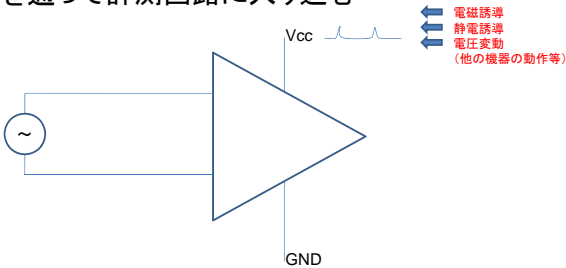 を通って計測回路に入り込む
電磁誘導
静電誘導
電圧変動
(他の機器の動作等)
Vcc
~
GND